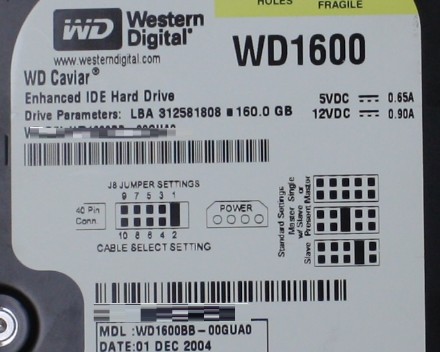 HOLES FRAGILE
WD Western Digital®
www.westerndigital.com
WD1600
WD Caviar®
Enhanced IDE Hard Drive
Drive Parameters: LBA 312581808 ■ 160.0 GB
5VDC 0.65A
12VDC 0.90A
J8 JUMPER SETTINGS
9 7 5 3 1
40 Pin Conn.
10 8 6 4 2
CABLE SELECT SETTING
POWER
Standard Settings
Master Single or
Master w/ Slave Present
Slave
MDL: WD1600BB-00GUA0
DATE: 01 DEC 2004